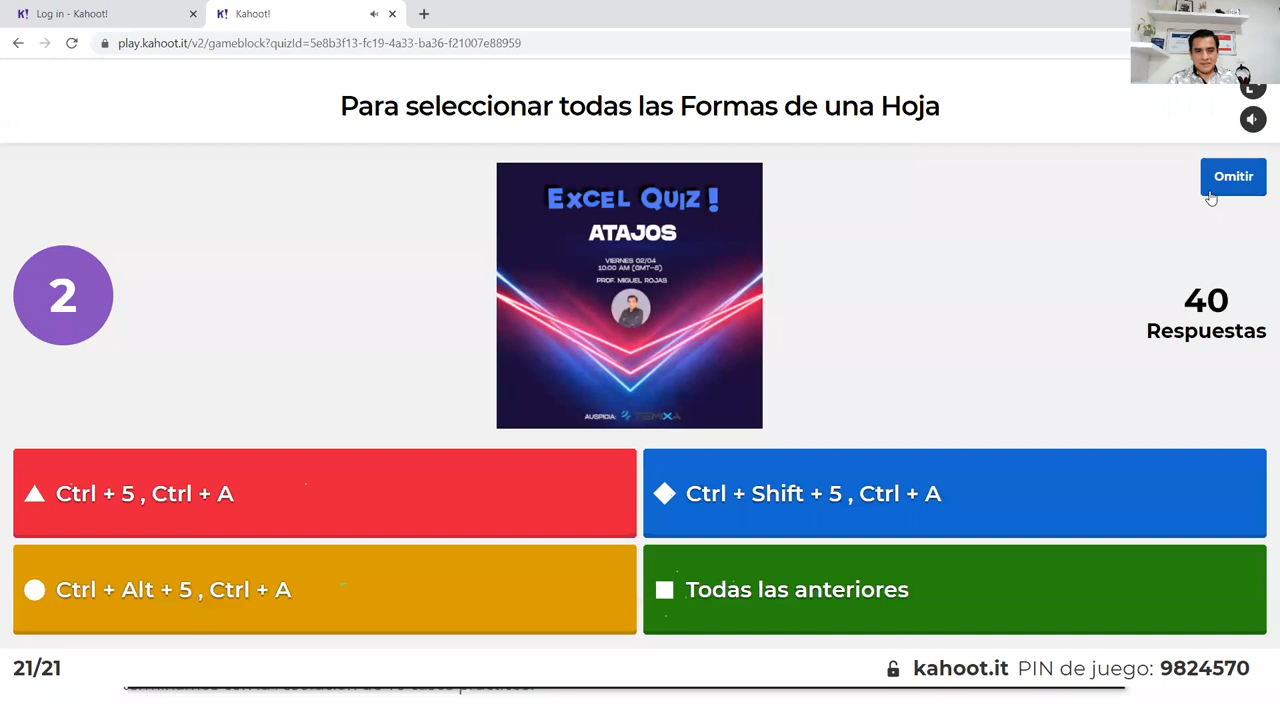 Log in - Kahoot!
Kahoot!
play.kahoot.it/v2/gameblock?quizId=5e8b3f13-fc19-4a33-ba36-f21007e88959
Para seleccionar todas las Formas de una Hoja
Omitir
EXCEL QUIZ!
ATAJOS
VIERNES 02/04
10:00 AM (GMT-5)
PROF. MIGUEL ROJAS
AUSPICIA: TEMIXA
2
40
Respuestas
Ctrl + 5 , Ctrl + A
Ctrl + Shift + 5 , Ctrl + A
Ctrl + Alt + 5 , Ctrl + A
Todas las anteriores
21/21
kahoot.it PIN de juego: 9824570